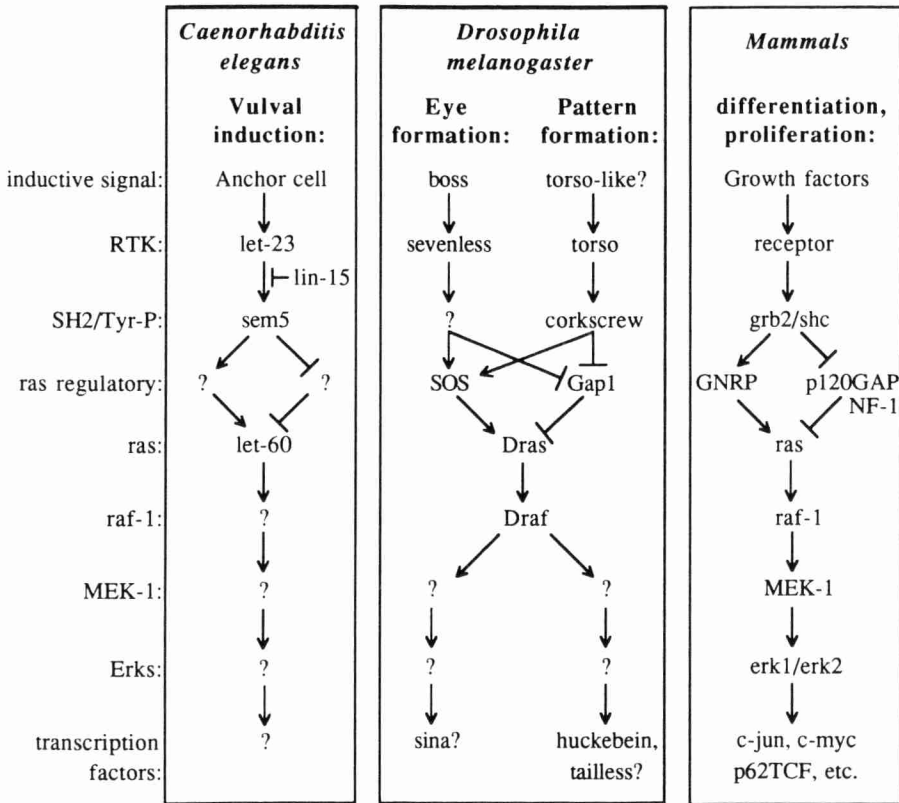 Caenorhabditis
elegans
Drosophila
melanogaster
Mammals
Vulval
induction:
Eye
formation:
Pattern
formation:
differentiation,
proliferation:
inductive signal: Anchor cell boss torso-like? Growth factors
RTK: let-23 sevenless torso receptor
lin-15
SH2/Tyr-P: sem5 ? corkscrew grb2/shc
ras regulatory: ? ? SOS Gap1 GNRP p120GAP
NF-1
ras: let-60 Dras ras
raf-1: ? Draf raf-1
MEK-1: ? ? ? MEK-1
Erks: ? ? ? erk1/erk2
transcription
factors:
?
sina?
huckebein,
tailless?
c-jun, c-myc
p62TCF, etc.